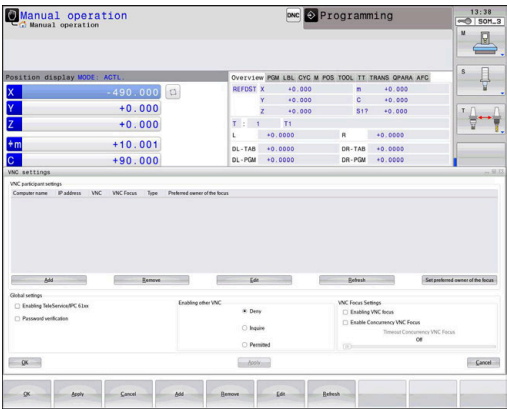 Manual operation
Manual operation
DNC
Programming
13:38
SOM_3
M
Position display MODE: ACTL.
X -490.000
Y +0.000
Z +0.000
+m +10.001
C +90.000
Overview PGM LBL CYC M POS TOOL TT TRANS QPARA AFC
REFDST X +0.000 m +0.000
Y +0.000 C +0.000
Z +0.000 S1? +0.000
T : 1 T1
L +0.0000 R +0.0000
DL-TAB +0.0000 DR-TAB +0.0000
DL-PGM +0.0000 DR-PGM +0.0000
S
T
VNC settings
VNC participant settings
Computer name IP address VNC VNC Focus Type Preferred owner of the focus
Add Remove Edit Refresh Set preferred owner of the focus
Global settings
Enabling TeleService/IPC 61xx
Password verification
Enabling other VNC
Deny
Inquire
Permitted
VNC Focus Settings
Enabling VNC focus
Enable Concurrency VNC Focus
Timeout Concurrency VNC Focus
Off
OK Apply Cancel
OK Apply Cancel Add Remove Edit Refresh